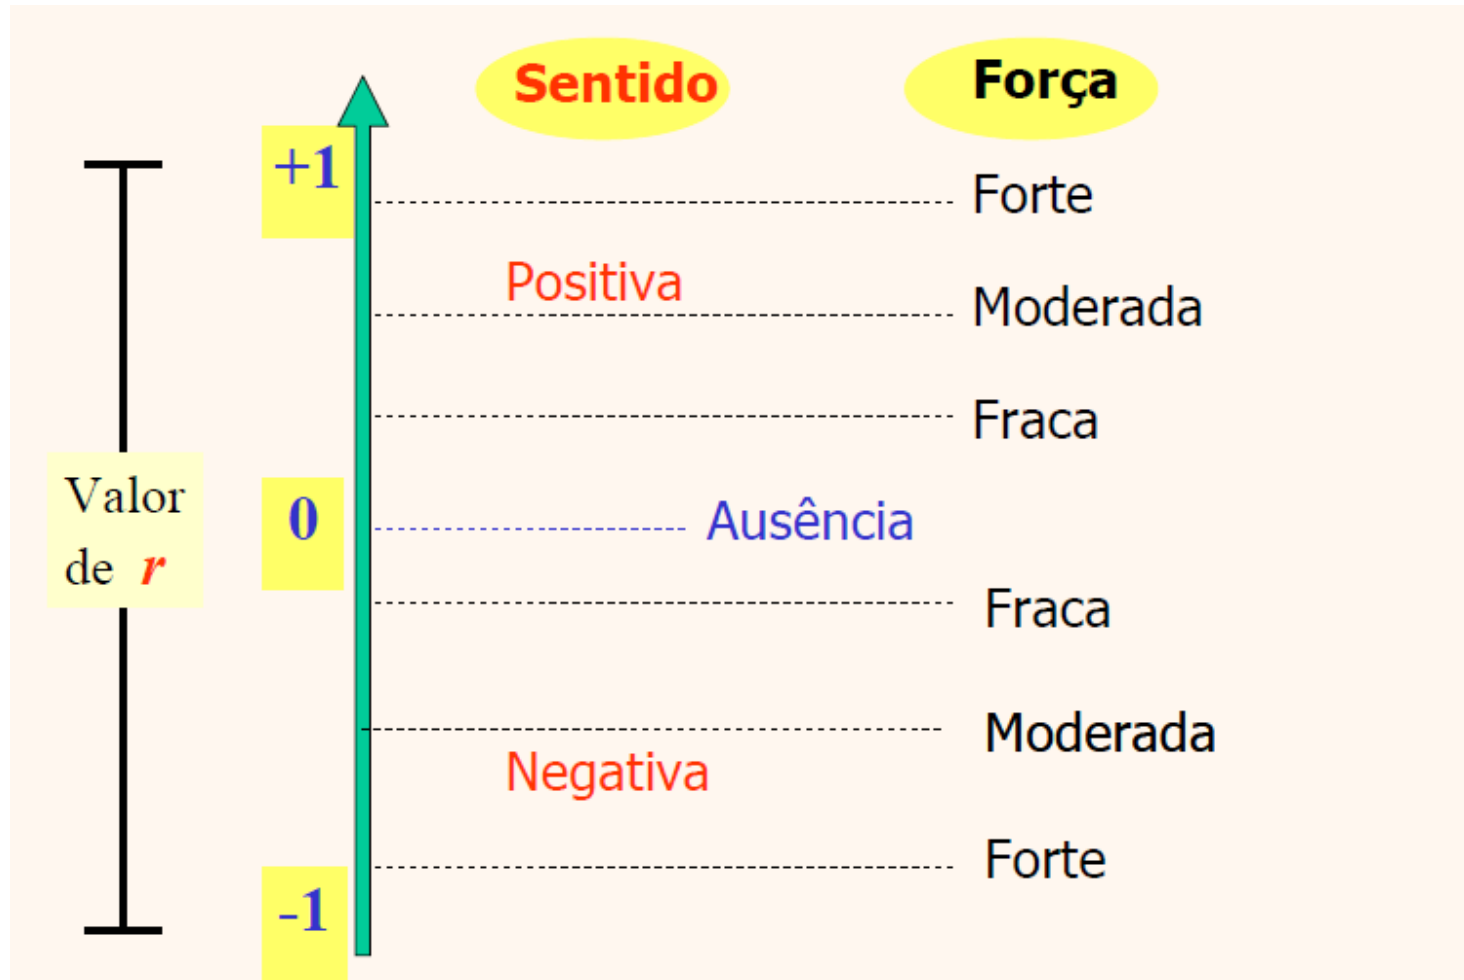 Sentido
Força
+1
Forte
Positiva
Moderada
Fraca
Valor
de r
0
Ausência
Fraca
Moderada
Negativa
Forte
-1